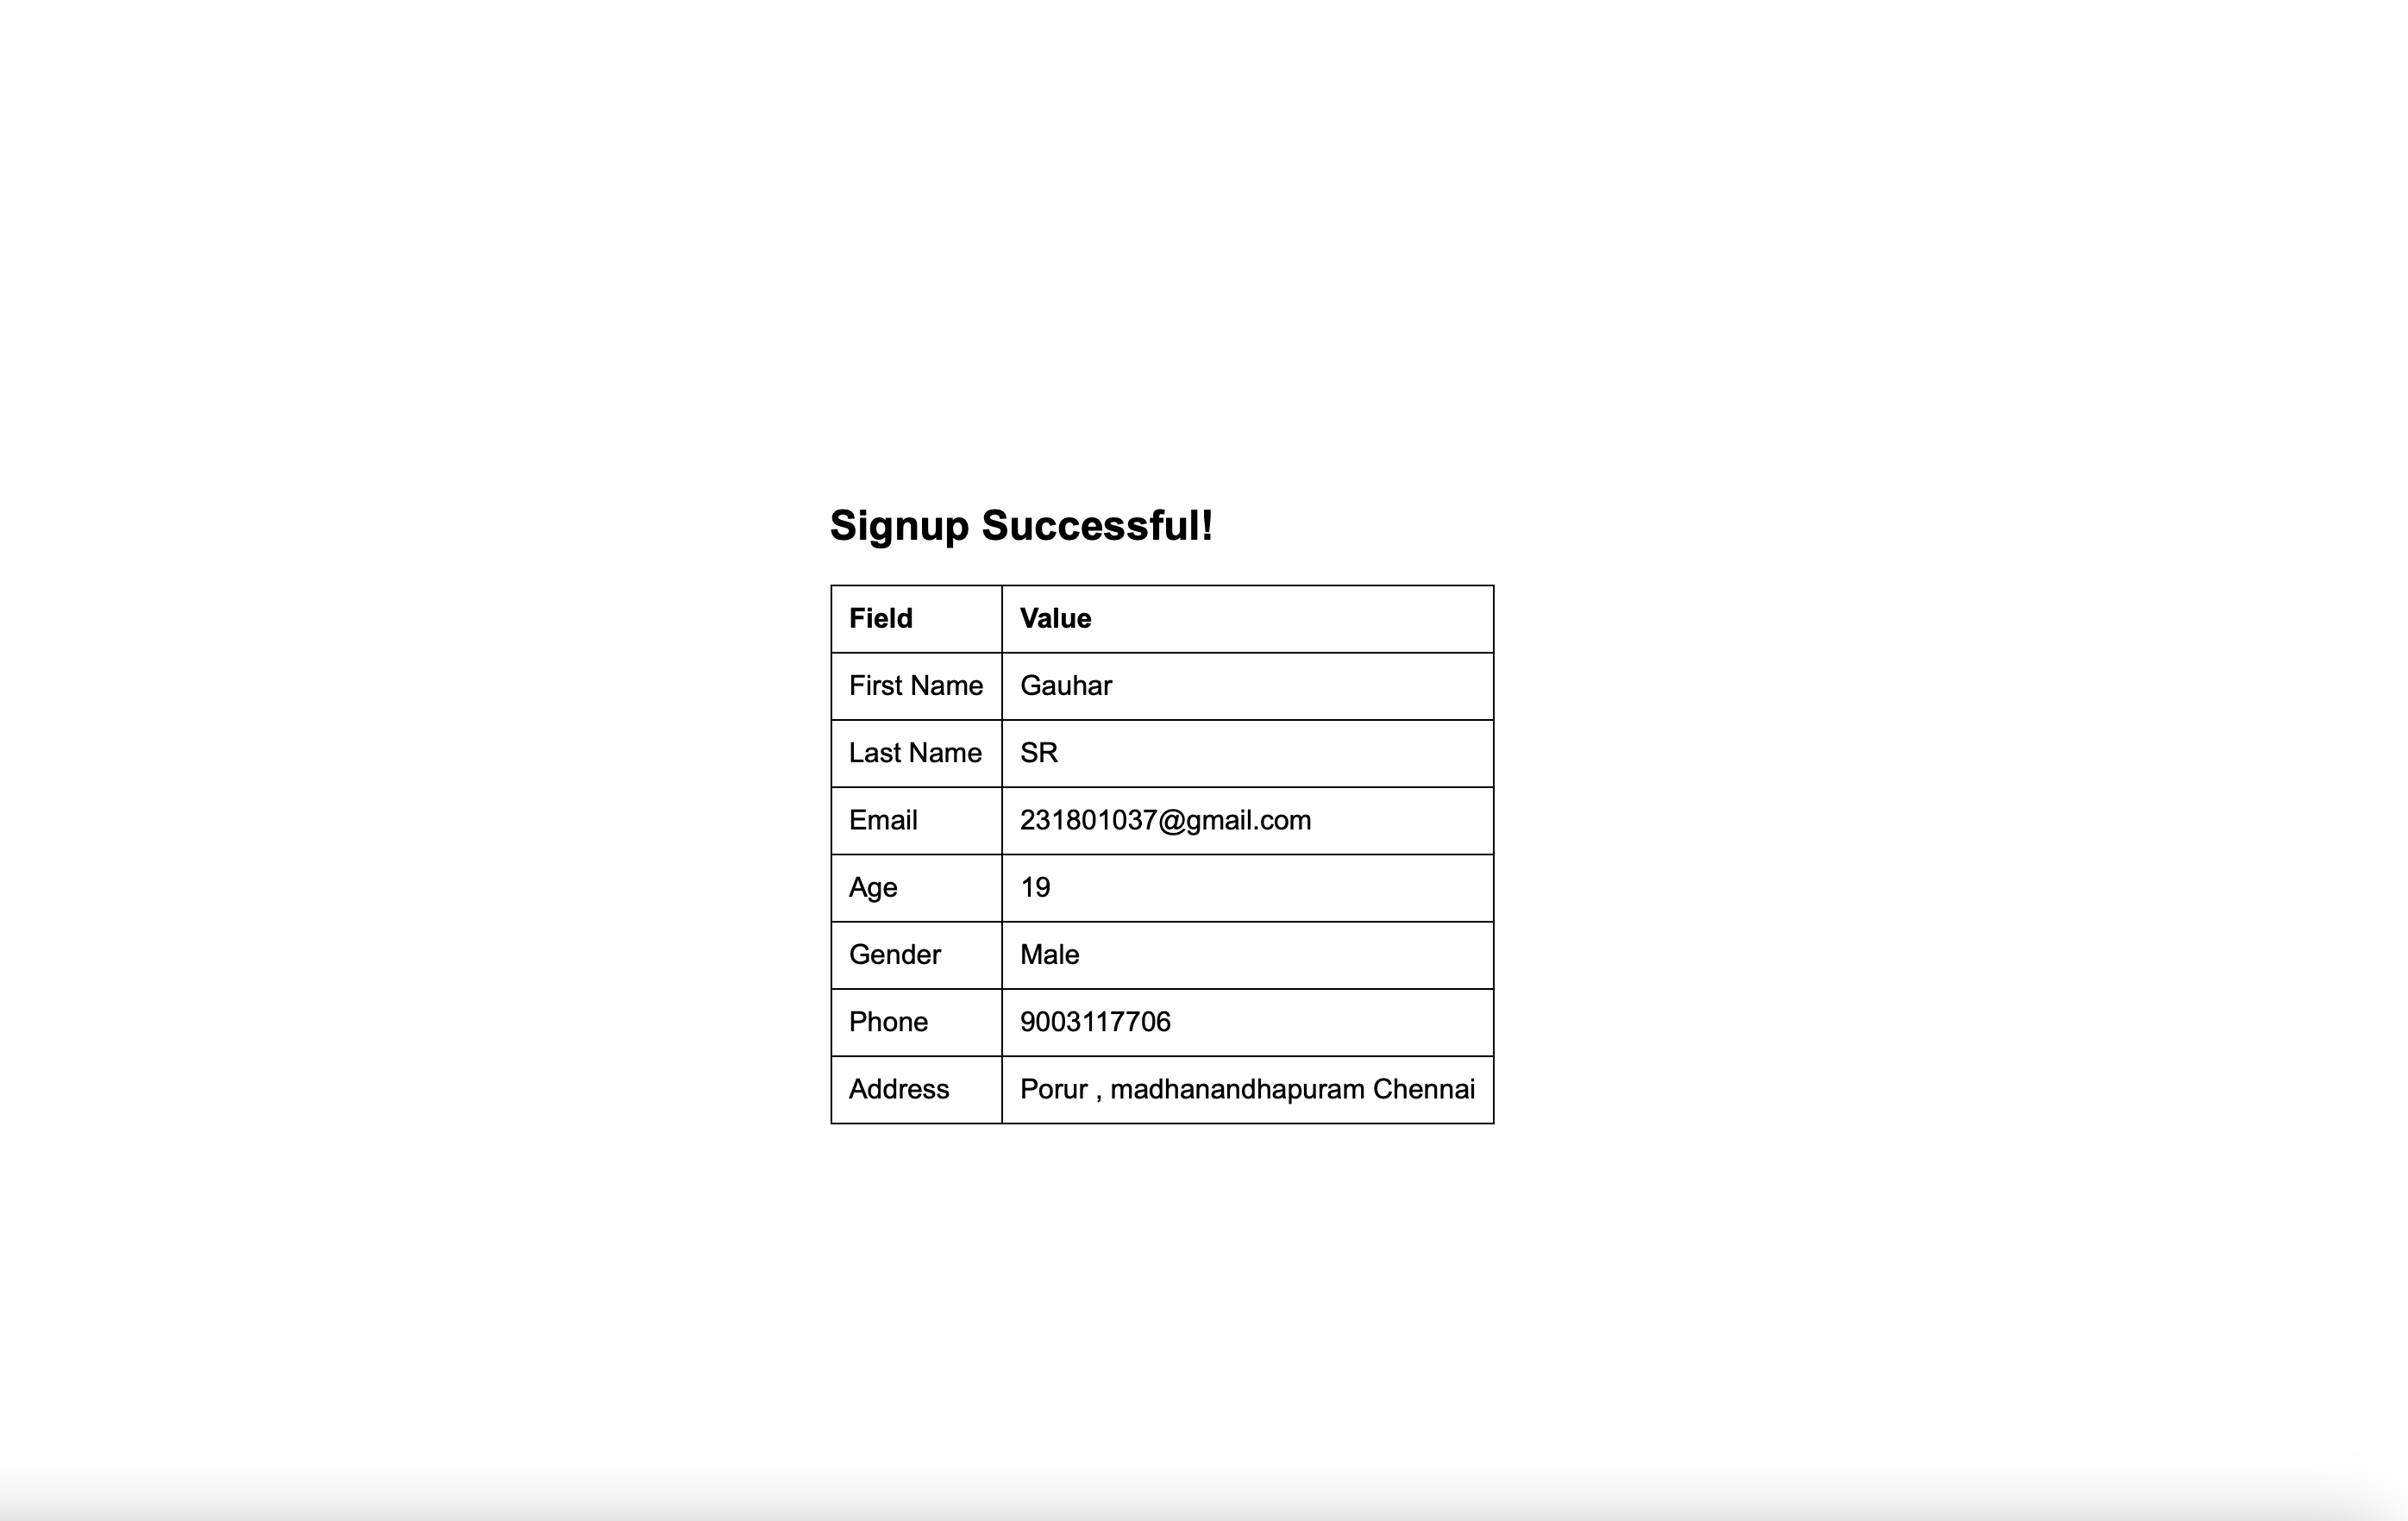 Signup Successful!
Field Value
First Name Gauhar
Last Name SR
Email 231801037@gmail.com
Age 19
Gender Male
Phone 9003117706
Address Porur , madhanandhapuram Chennai